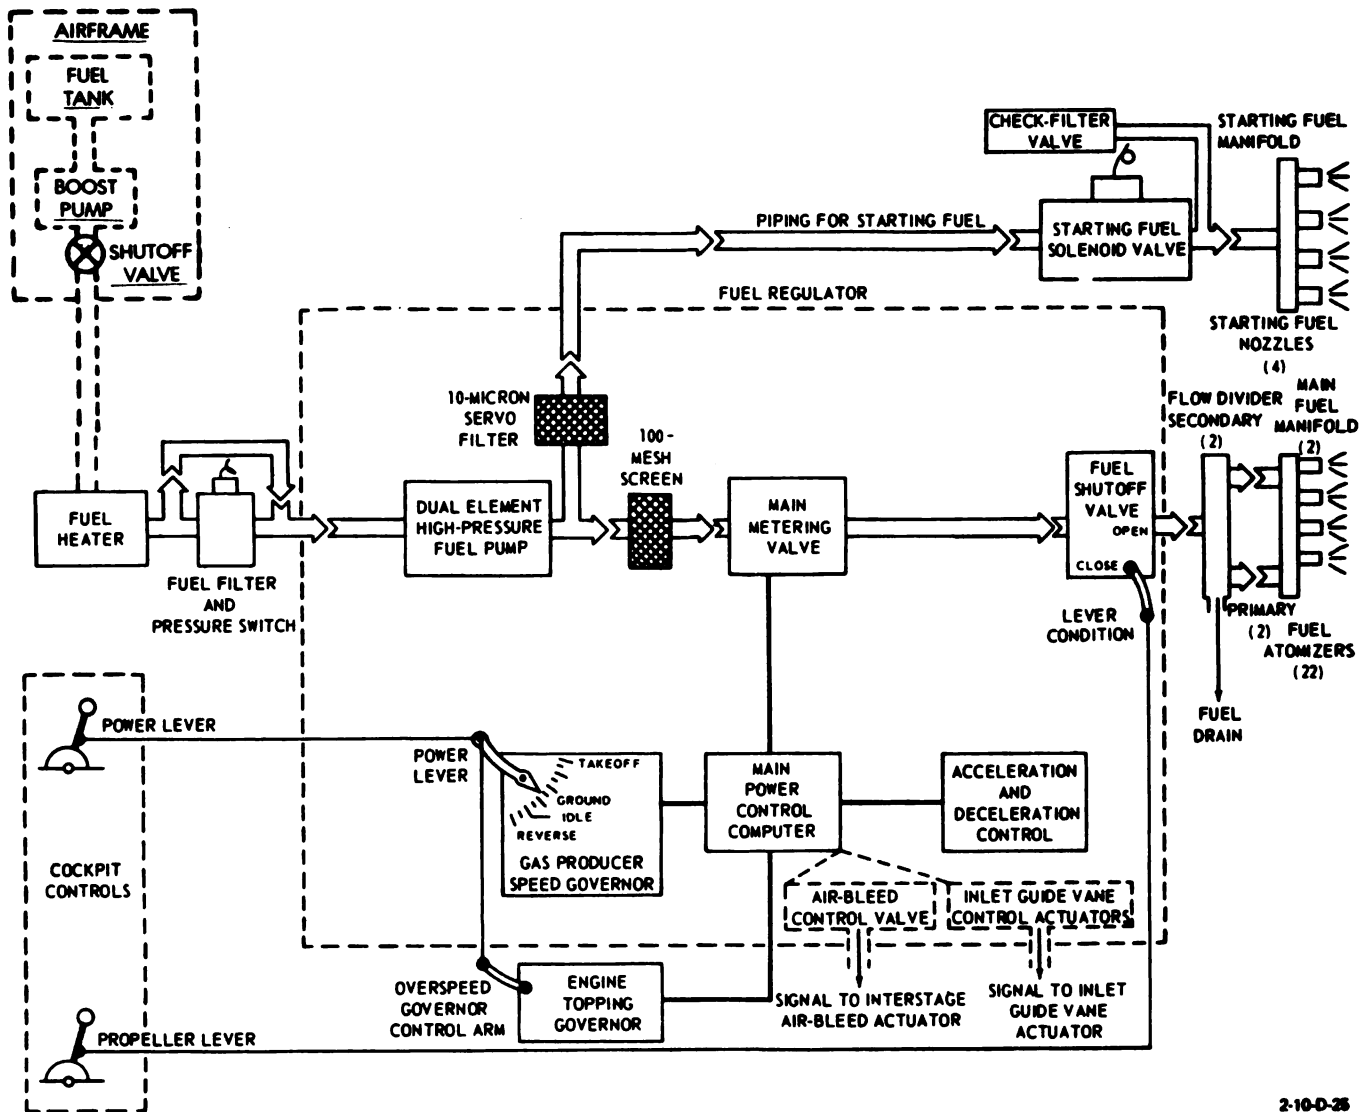 AIRFRAME
FUEL
TANK
BOOST
PUMP
SHUTOFF
VALVE
CHECK-FILTER
VALVE
STARTING FUEL
MANIFOLD
PIPING FOR STARTING FUEL
STARTING FUEL
SOLENOID VALVE
STARTING FUEL
NOZZLES
(4)
FUEL REGULATOR
10-MICRON
SERVO
FILTER
100-
MESH
SCREEN
FLOW DIVIDER
SECONDARY
(2)
MAIN
FUEL
MANIFOLD
(2)
FUEL
HEATER
FUEL FILTER
AND
PRESSURE SWITCH
DUAL ELEMENT
HIGH-PRESSURE
FUEL PUMP
MAIN
METERING
VALVE
FUEL
SHUTOFF
VALVE
OPEN
CLOSE
LEVER
CONDITION
PRIMARY
(2)
FUEL
ATOMIZERS
(22)
FUEL
DRAIN
POWER LEVER
POWER
LEVER
TAKEOFF
GROUND
IDLE
REVERSE
GAS PRODUCER
SPEED GOVERNOR
MAIN
POWER
CONTROL
COMPUTER
ACCELERATION
AND
DECELERATION
CONTROL
COCKPIT
CONTROLS
AIR-BLEED
CONTROL VALVE
INLET GUIDE VANE
CONTROL ACTUATORS
OVERSPEED
GOVERNOR
CONTROL ARM
ENGINE
TOPPING
GOVERNOR
SIGNAL TO INTERSTAGE
AIR-BLEED ACTUATOR
SIGNAL TO INLET
GUIDE VANE
ACTUATOR
PROPELLER LEVER
2-10-D-25